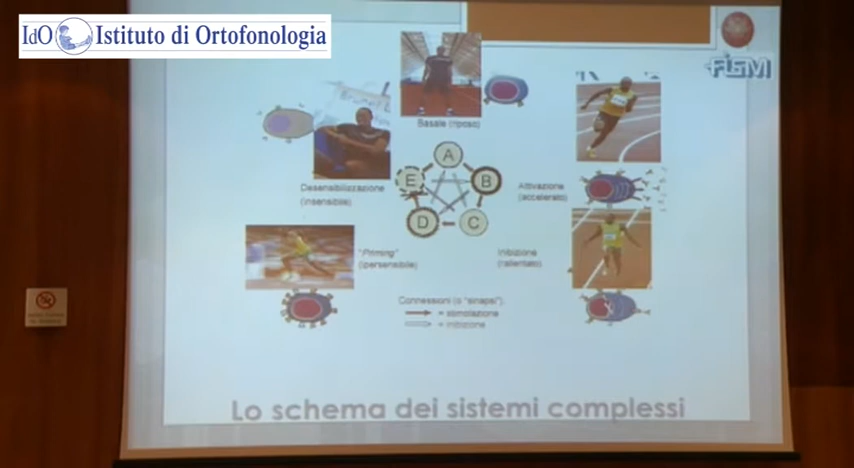 IdO Istituto di Ortofonologia
FISM
Basale (riposo)
A
E
B
D
C
Desensibilizzazione
(insensibile)
Attivazione
(accelerato)
"Priming"
(ipersensibile)
Inibizione
(rallentato)
Connessioni (o "sinapsi"):
= stimolazione
= inibizione
Lo schema dei sistemi complessi